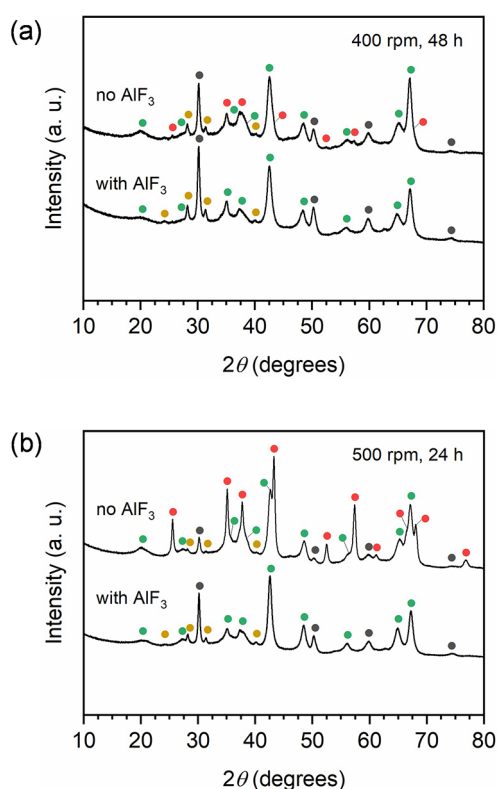 (a)
400 rpm, 48 h
no AlF₃
with AlF₃
Intensity (a. u.)
10 20 30 40 50 60 70 80
2θ (degrees)
(b)
500 rpm, 24 h
no AlF₃
with AlF₃
Intensity (a. u.)
10 20 30 40 50 60 70 80
2θ (degrees)